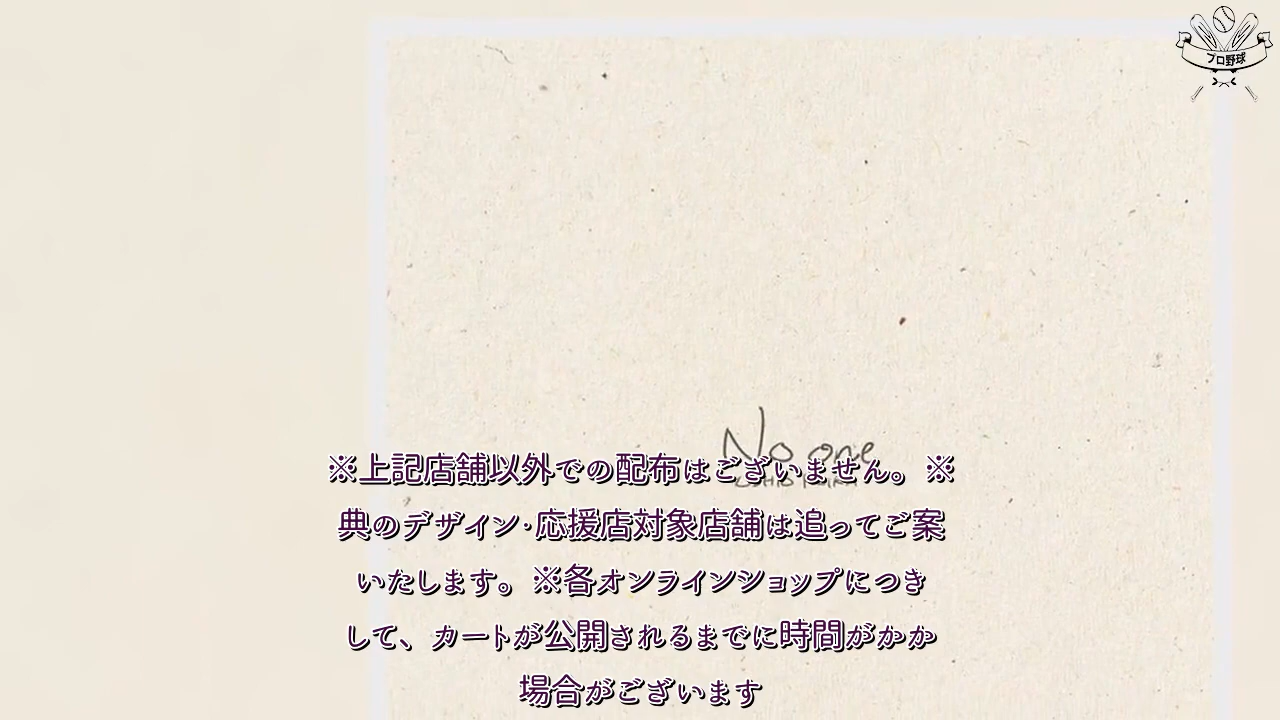 プロ野球
No one
※上記店舗以外での配布はございません。※
典のデザイン･応援店対象店舗は追ってご案
いたします。※各オンラインショップにつき
して、カートが公開されるまでに時間がかか
場合がございます